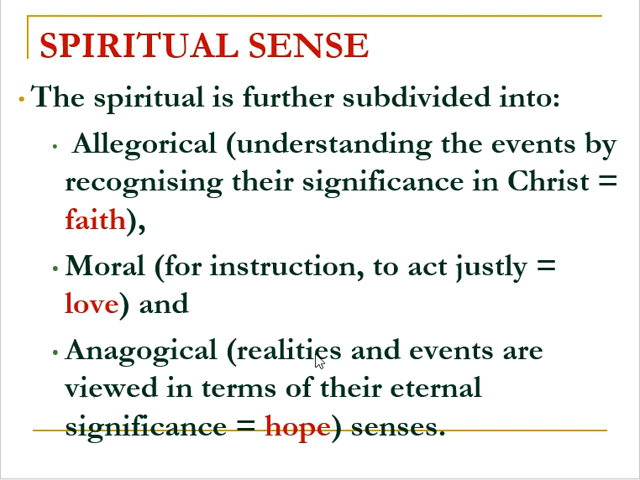 SPIRITUAL SENSE
• The spiritual is further subdivided into:
• Allegorical (understanding the events by
recognising their significance in Christ =
faith),
• Moral (for instruction, to act justly =
love) and
• Anagogical (realities and events are
viewed in terms of their eternal
significance = hope) senses.